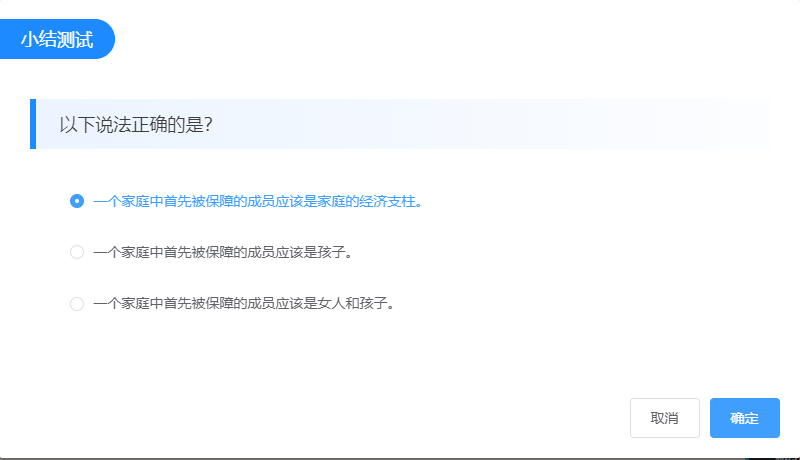 小结测试
以下说法正确的是?
一个家庭中首先被保障的成员应该是家庭的经济支柱。
一个家庭中首先被保障的成员应该是孩子。
一个家庭中首先被保障的成员应该是女人和孩子。
取消
确定